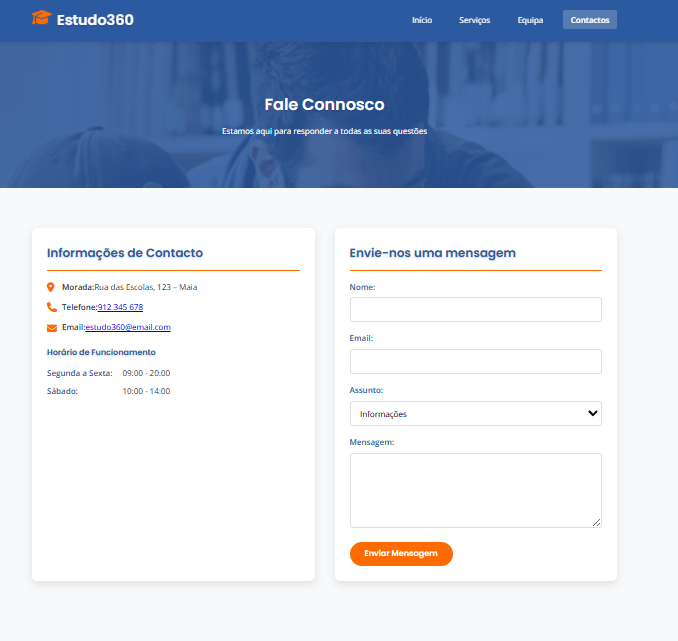 Estudo360
Início Serviços Equipa Contactos
Fale Connosco
Estamos aqui para responder a todas as suas questões
Informações de Contacto
Morada:Rua das Escolas, 123 – Maia
Telefone:912 345 678
Email:estudo360@email.com
Horário de Funcionamento
Segunda a Sexta: 09:00 - 20:00
Sábado: 10:00 - 14:00
Envie-nos uma mensagem
Nome:
Email:
Assunto:
Informações
Mensagem:
Enviar Mensagem